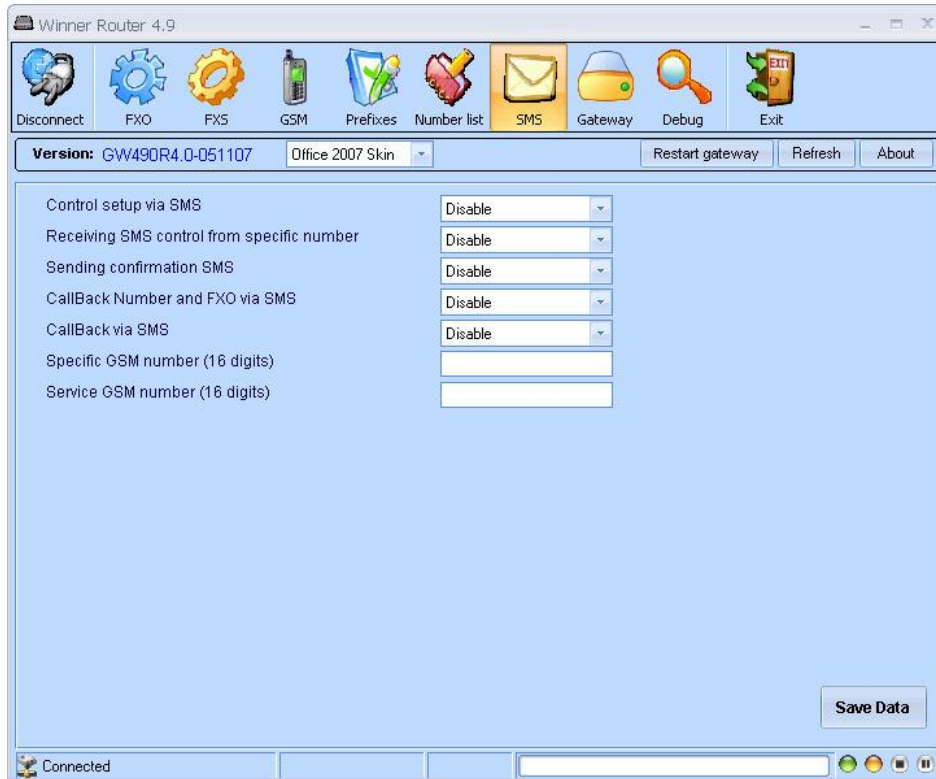 Winner Router 4.9
Disconnect FXO FXS GSM Prefixes Number list SMS Gateway Debug EXIT Exit
Version: GW490R4.0-051107 Office 2007 Skin Restart gateway Refresh About
Control setup via SMS Disable
Receiving SMS control from specific number Disable
Sending confirmation SMS Disable
CallBack Number and FXO via SMS Disable
CallBack via SMS Disable
Specific GSM number (16 digits)
Service GSM number (16 digits)
Save Data
Connected